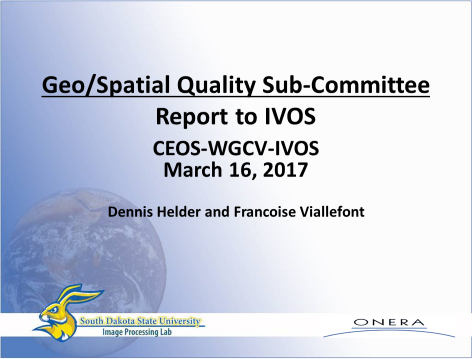 Geo/Spatial Quality Sub-Committee
Report to IVOS
CEOS-WGCV-IVOS
March 16, 2017
Dennis Helder and Francoise Viallefont
South Dakota State University
Image Processing Lab
ONERA